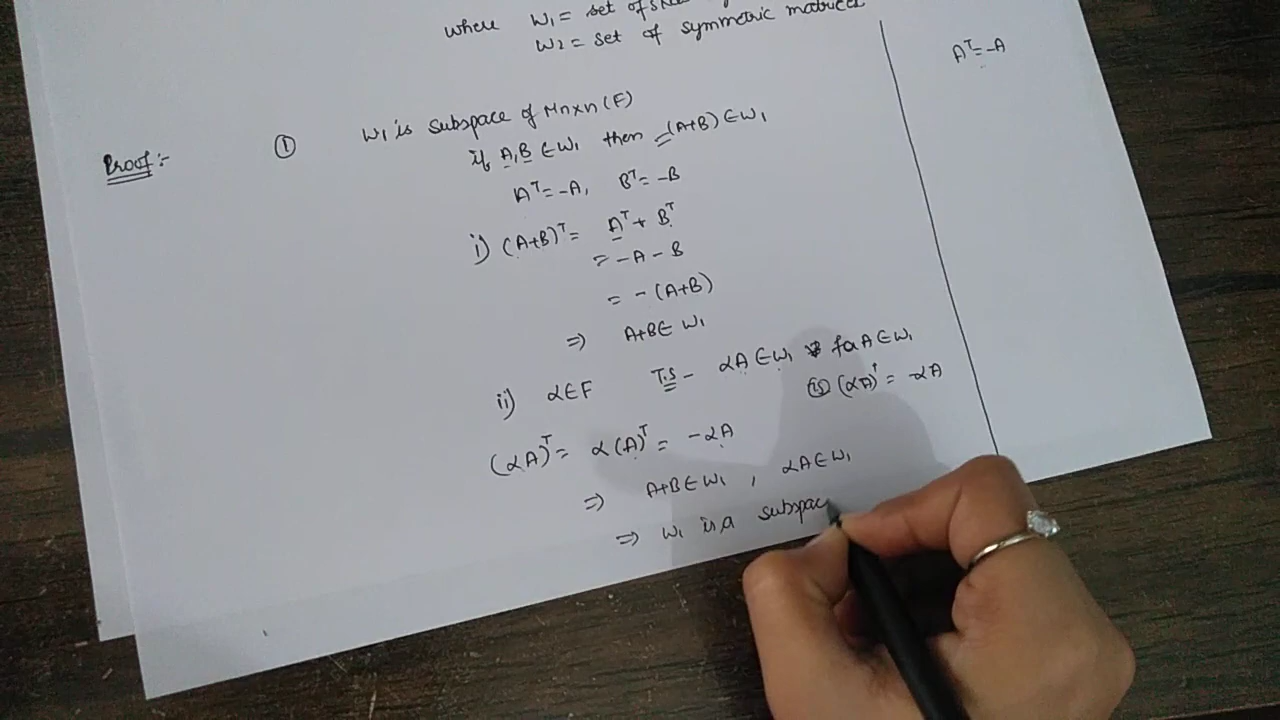 where W₁ = set of
W₂ = set of symmetric matrices
Aᵀ = -A
Proof :-
① W₁ is subspace of Mn×n (F)
if A,B ∈ W₁ then (A+B) ∈ W₁
Aᵀ = -A, Bᵀ = -B
i) (A+B)ᵀ = Aᵀ + Bᵀ
= -A - B
= - (A+B)
⇒ A+B ∈ W₁
ii) α ∈ F T.S - αA ∈ W₁ for A ∈ W₁
(αA)ᵀ = -αA
(αA)ᵀ = α(A)ᵀ = -αA
⇒ A+B ∈ W₁ , αA ∈ W₁
⇒ W₁ is a subspac